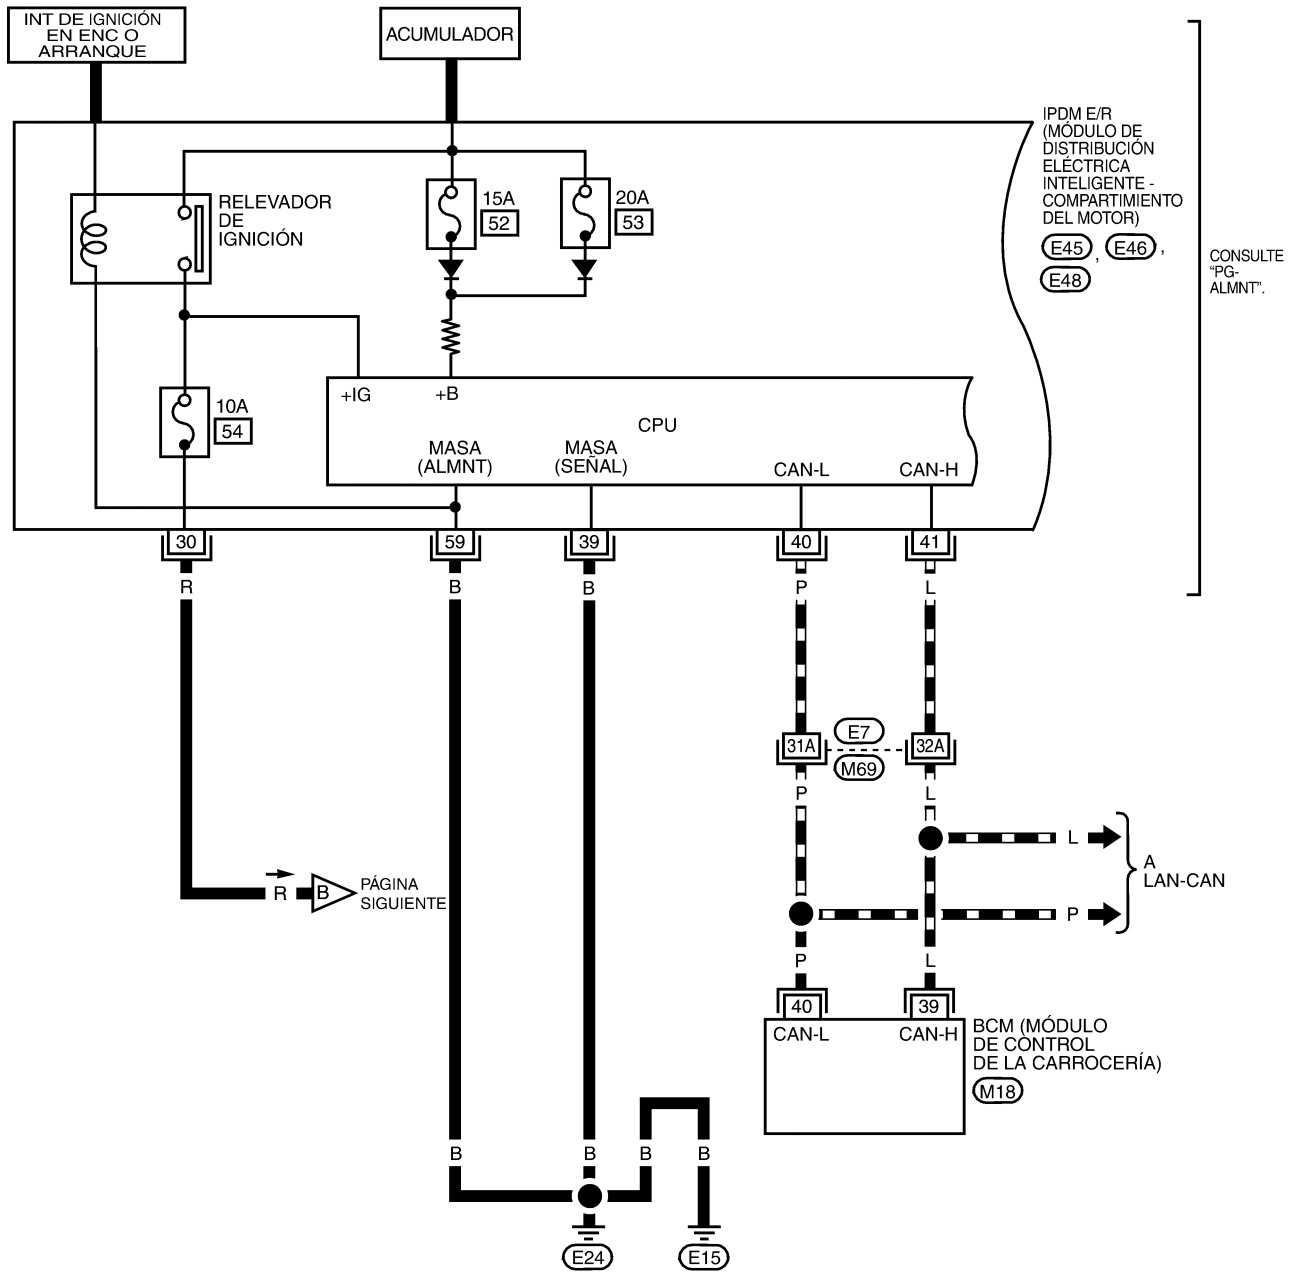 INT DE IGNICIÓN
EN ENC O
ARRANQUE
ACUMULADOR
IPDM E/R
(MÓDULO DE
DISTRIBUCIÓN
ELÉCTRICA
INTELIGENTE -
COMPARTIMIENTO
DEL MOTOR)
E45 , E46 ,
E48
CONSULTE
“PG-
ALMNT”.
RELEVADOR
DE
IGNICIÓN
15A
52
20A
53
10A
54
+IG
+B
CPU
MASA
(ALMNT)
MASA
(SEÑAL)
CAN-L
CAN-H
30
59
39
40
41
R
B
B
P
L
31A
E7
M69
32A
P
L
L
A
LAN-CAN
P
R
B
PÁGINA
SIGUIENTE
P
L
40
39
CAN-L
CAN-H
BCM (MÓDULO
DE CONTROL
DE LA CARROCERÍA)
M18
B
B
B
B
E24
E15